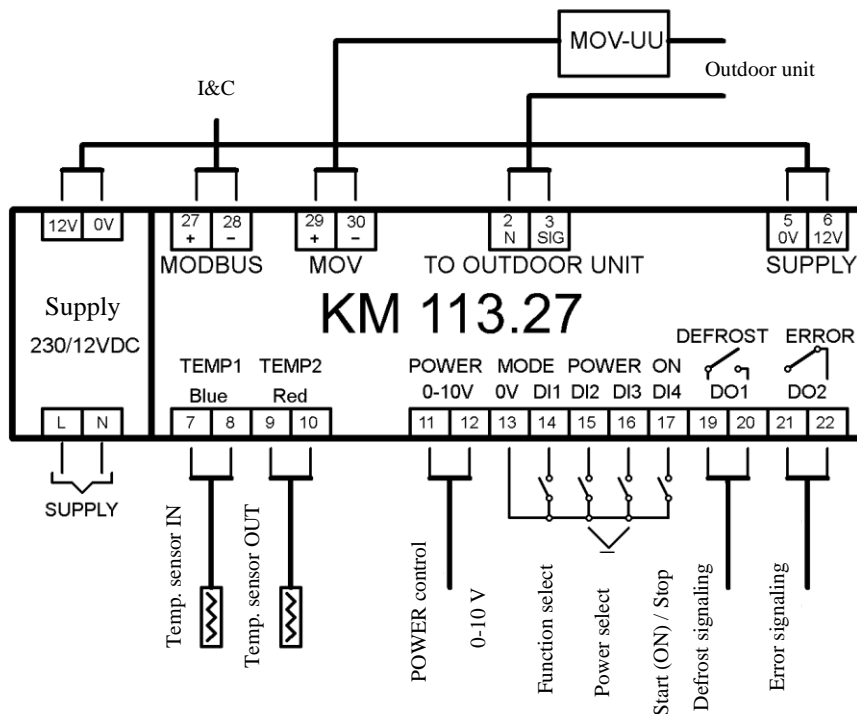 MOV-UU
Outdoor unit
I&C
12V 0V 27 28 29 30 2 3 5 6
+ − + − N SIG 0V 12V
MODBUS MOV TO OUTDOOR UNIT SUPPLY
Supply
230/12VDC
KM 113.27
DEFROST ERROR
TEMP1 TEMP2 POWER MODE POWER ON
Blue Red 0-10V 0V DI1 DI2 DI3 DI4 DO1 DO2
L N 7 8 9 10 11 12 13 14 15 16 17 19 20 21 22
SUPPLY
Temp. sensor IN
Temp. sensor OUT
POWER control
0-10 V
Function select
Power select
Start (ON) / Stop
Defrost signaling
Error signaling